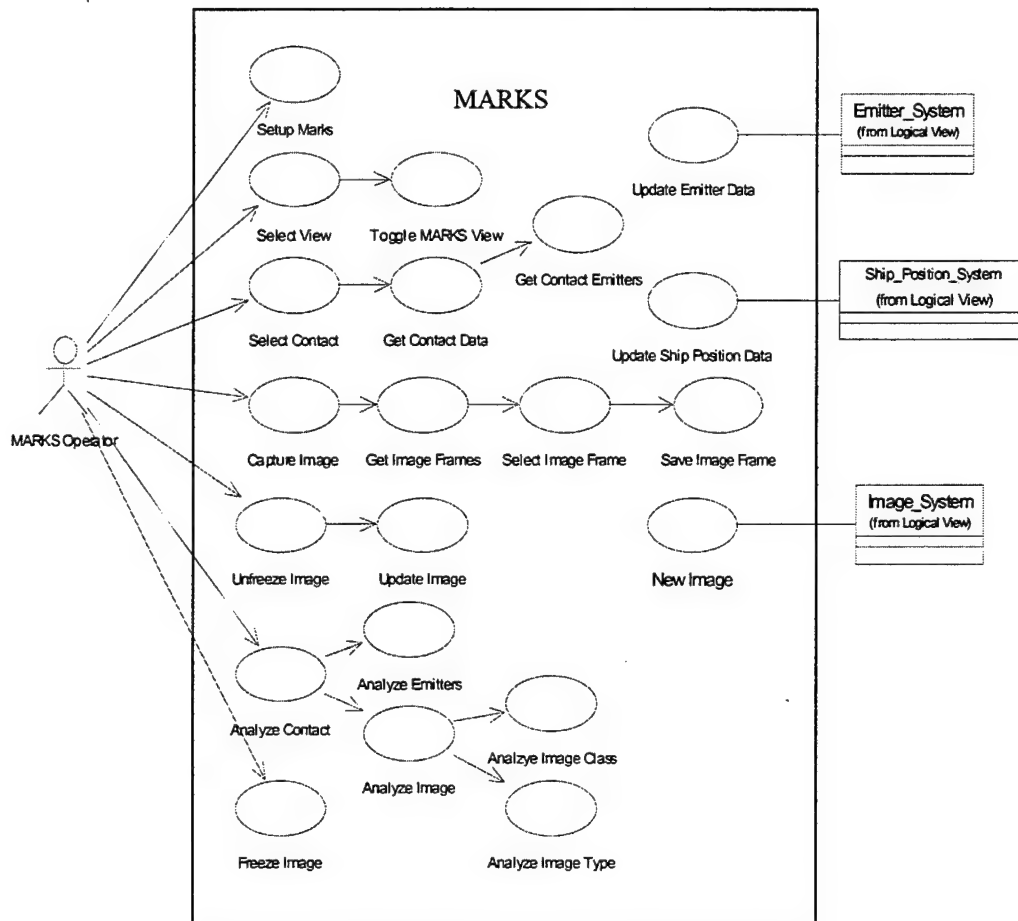 MARKS
Setup Marks
Emitter_System
(from Logical View)
Update Emitter Data
Select View
Toggle MARKS View
Get Contact Emitters
Ship_Position_System
(from Logical View)
Select Contact
Get Contact Data
Update Ship Position Data
MARKS Operator
Capture Image
Get Image Frames
Select Image Frame
Save Image Frame
Image_System
(from Logical View)
Unfreeze Image
Update Image
New Image
Analyze Emitters
Analyze Contact
Analzye Image Class
Analyze Image
Freeze Image
Analyze Image Type